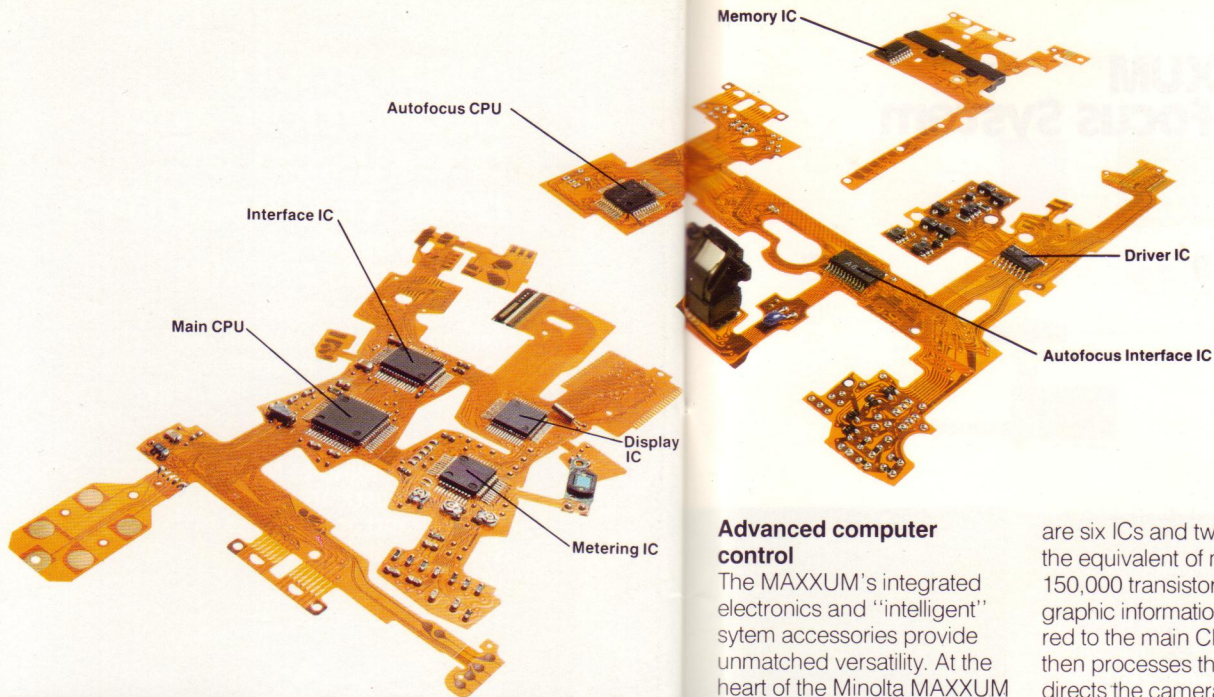 Memory IC
Autofocus CPU
Interface IC
Driver IC
Main CPU
Autofocus Interface IC
Display
IC
Metering IC
Advanced computer
control
The MAXXUM's integrated
electronics and "intelligent"
sytem accessories provide
unmatched versatility. At the
heart of the Minolta MAXXUM
are six ICs and tw
the equivalent of
150,000 transistor
graphic informatio
red to the main
then processes th
directs the camera